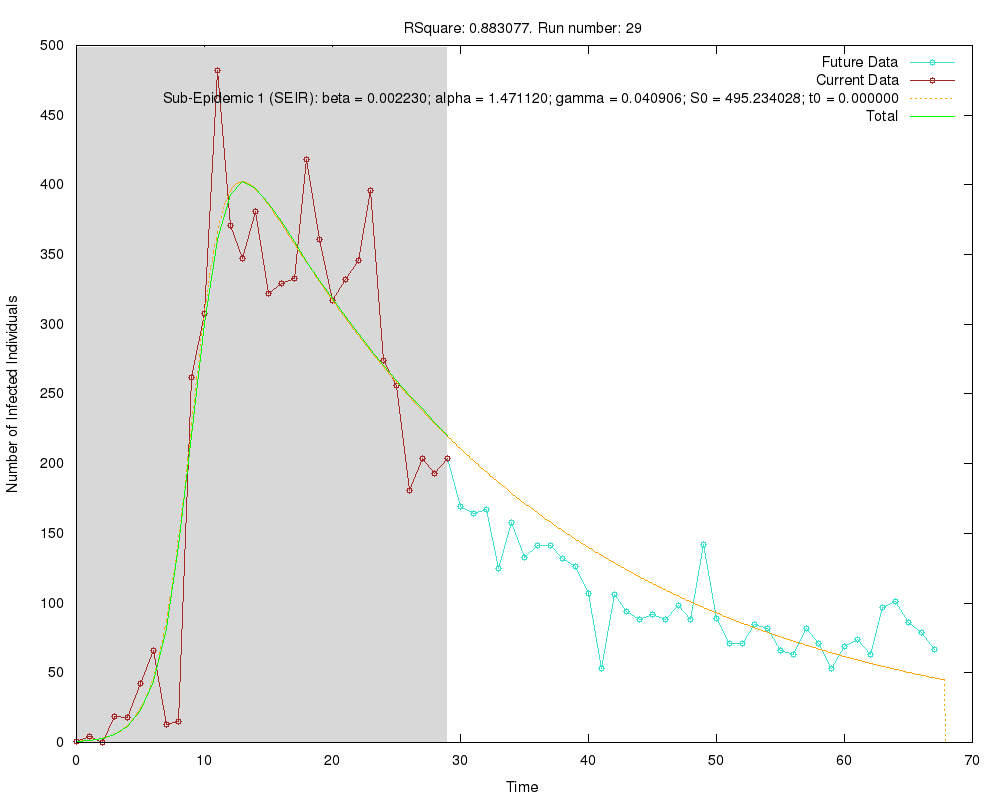 RSquare: 0.883077. Run number: 29
500
450
400
350
300
250
200
150
100
50
0
Number of Infected Individuals
Future Data
Current Data
Sub-Epidemic 1 (SEIR): beta = 0.002230; alpha = 1.471120; gamma = 0.040906; S0 = 495.234028; t0 = 0.000000
Total
0 10 20 30 40 50 60 70
Time